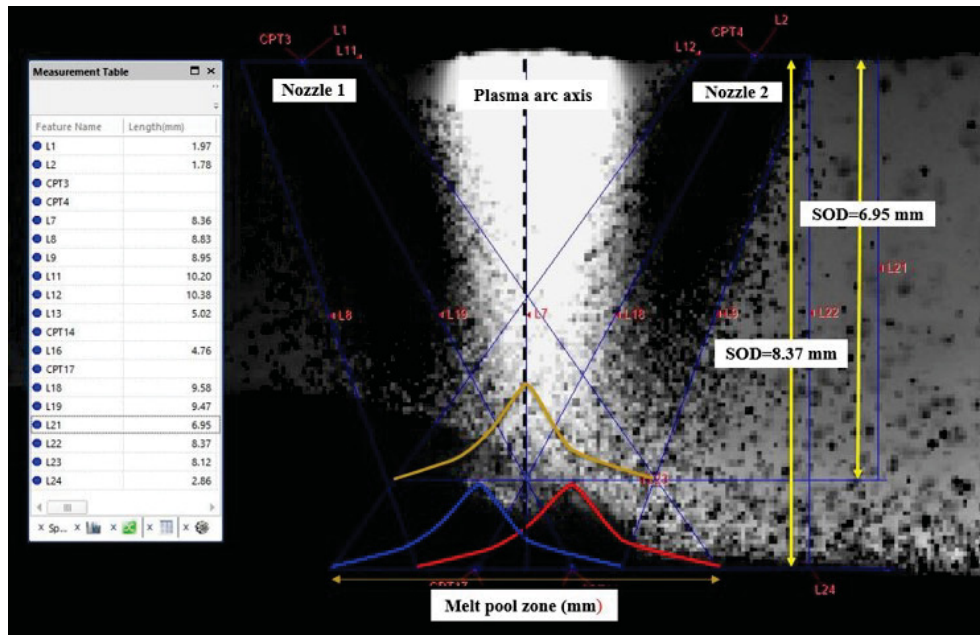 L1
L2
CPT3
L11
L12
CPT4
Measurement Table
Nozzle 1
Plasma arc axis
Nozzle 2
Feature Name Length(mm)
L1 1.97
L2 1.78
CPT3
CPT4
L7 8.36
L8 8.83
L9 8.95
L11 10.20
L12 10.38
L13 5.02
CPT14
L16 4.76
CPT17
L18 9.58
L19 9.47
L21 6.95
L22 8.37
L23 8.12
L24 2.86
Sp...
SOD=6.95 mm
L21
L8
L19
L7
L18
L9
L22
SOD=8.37 mm
CPT17
L24
Melt pool zone (mm)